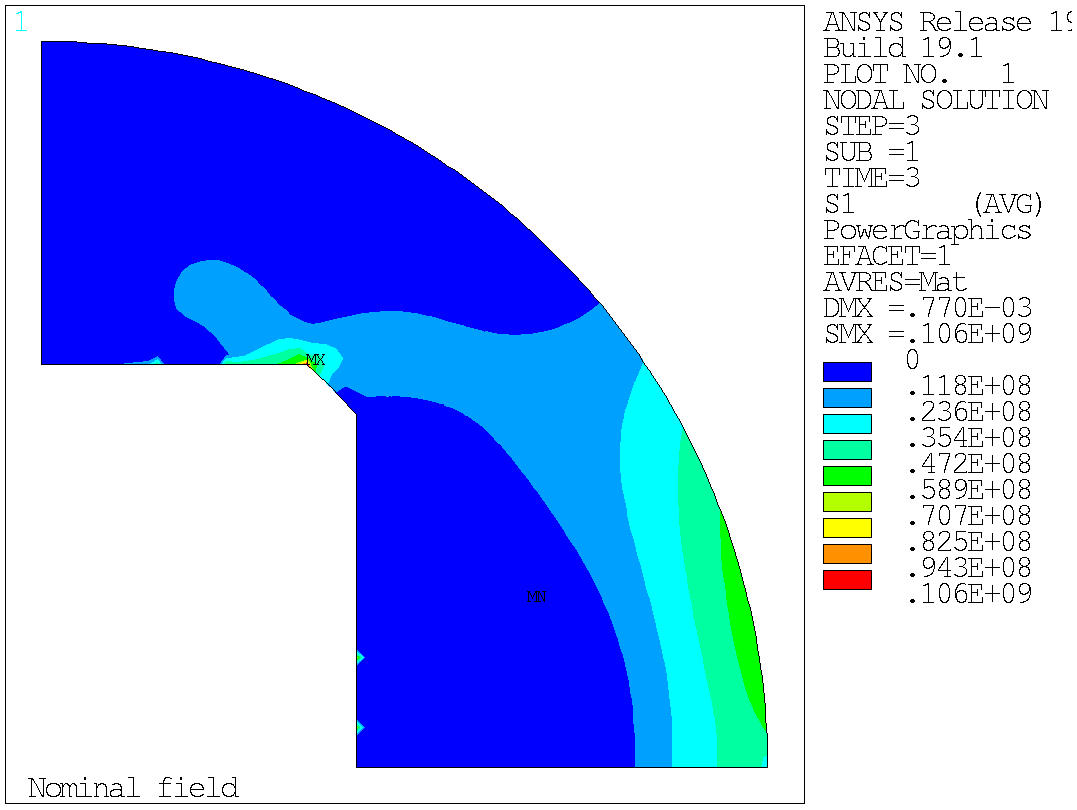 1
ANSYS Release 19
Build 19.1
PLOT NO.   1
NODAL SOLUTION
STEP=3
SUB =1
TIME=3
S1       (AVG)
PowerGraphics
EFACET=1
AVRES=Mat
DMX =.770E-03
SMX =.106E+09
0
.118E+08
.236E+08
.354E+08
.472E+08
.589E+08
.707E+08
.825E+08
.943E+08
.106E+09
MX
MN
Nominal field